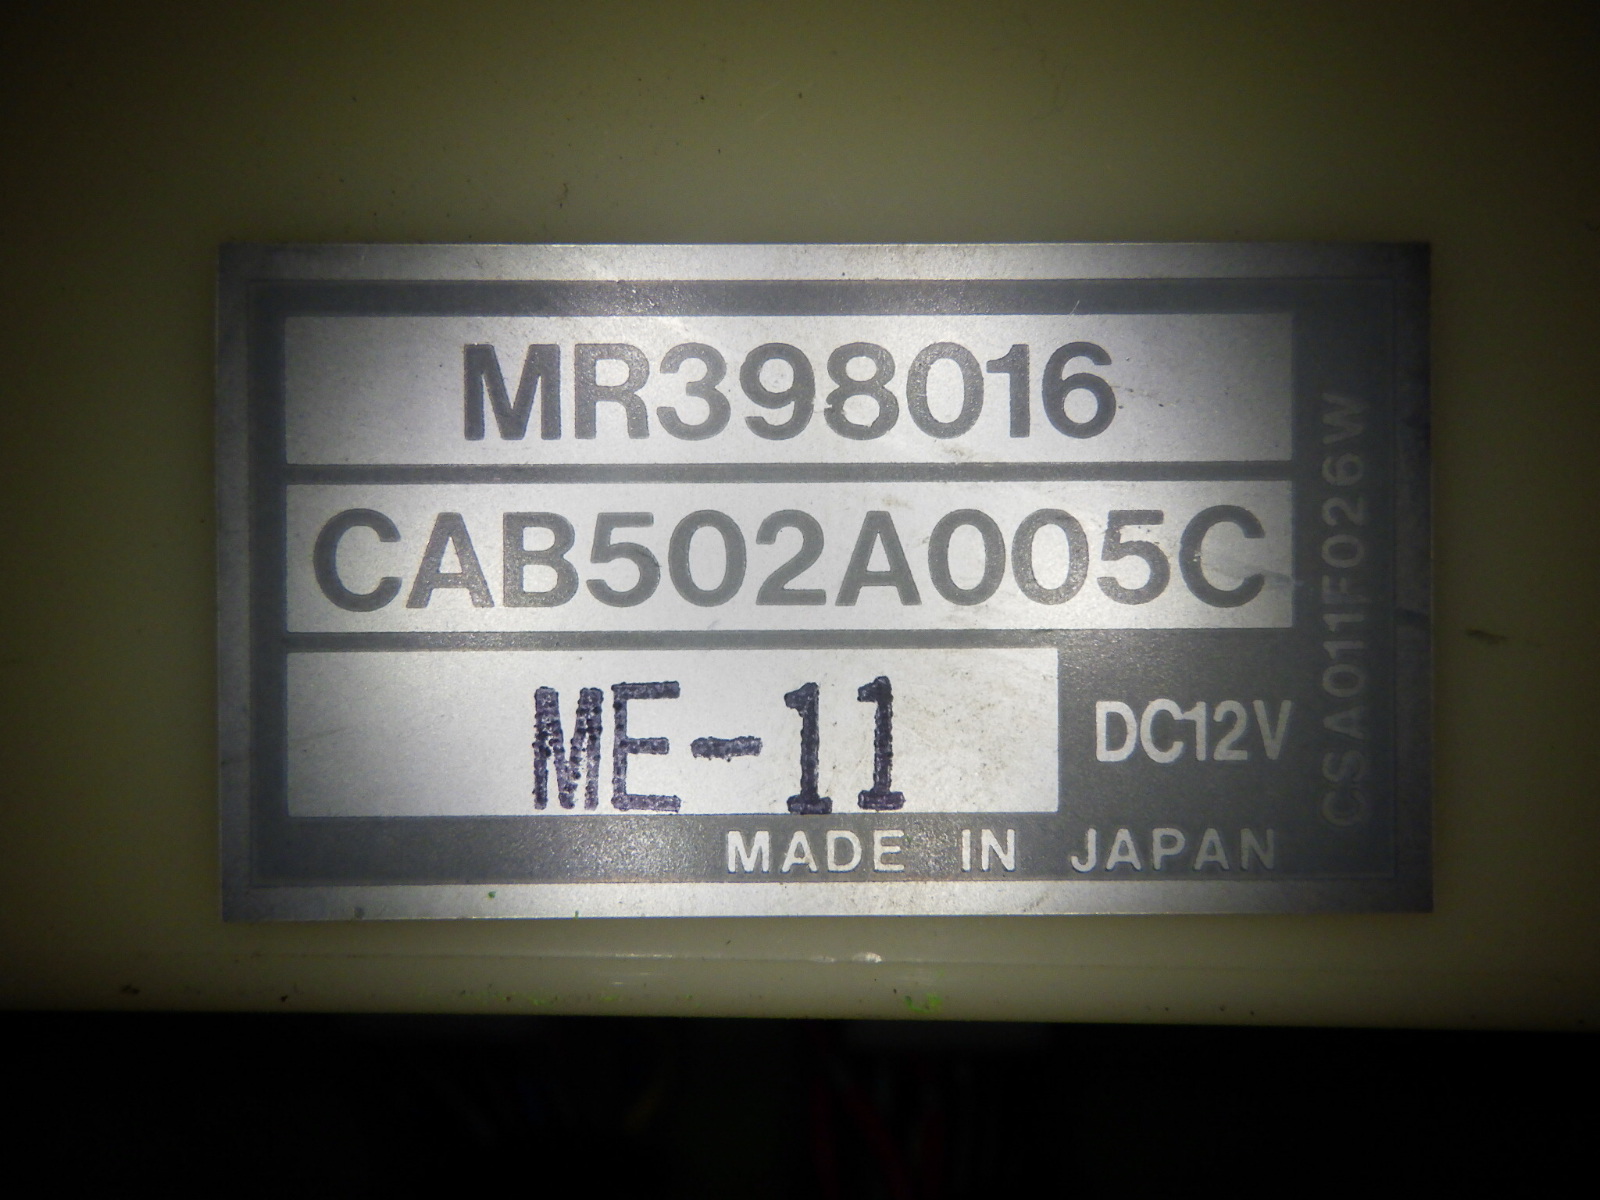 MR398016
CAB502A005C
ME-11
DC12V
MADE IN JAPAN
CSA011F026W